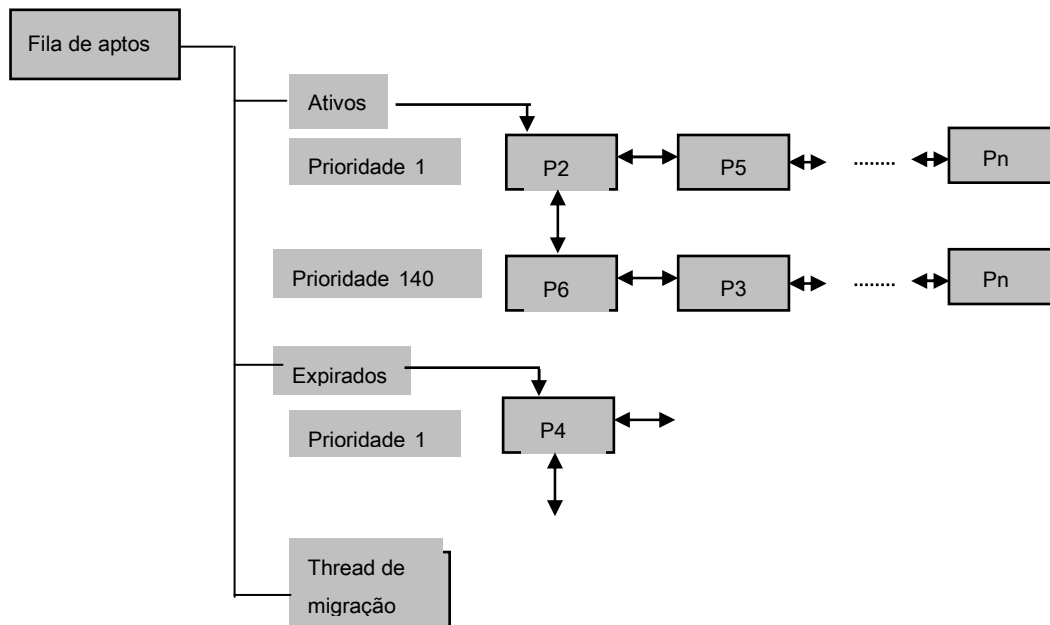 Fila de aptos
Ativos
Prioridade 1
P2
P5
........
Pn
Prioridade 140
P6
P3
........
Pn
Expirados
Prioridade 1
P4
Thread de
migração